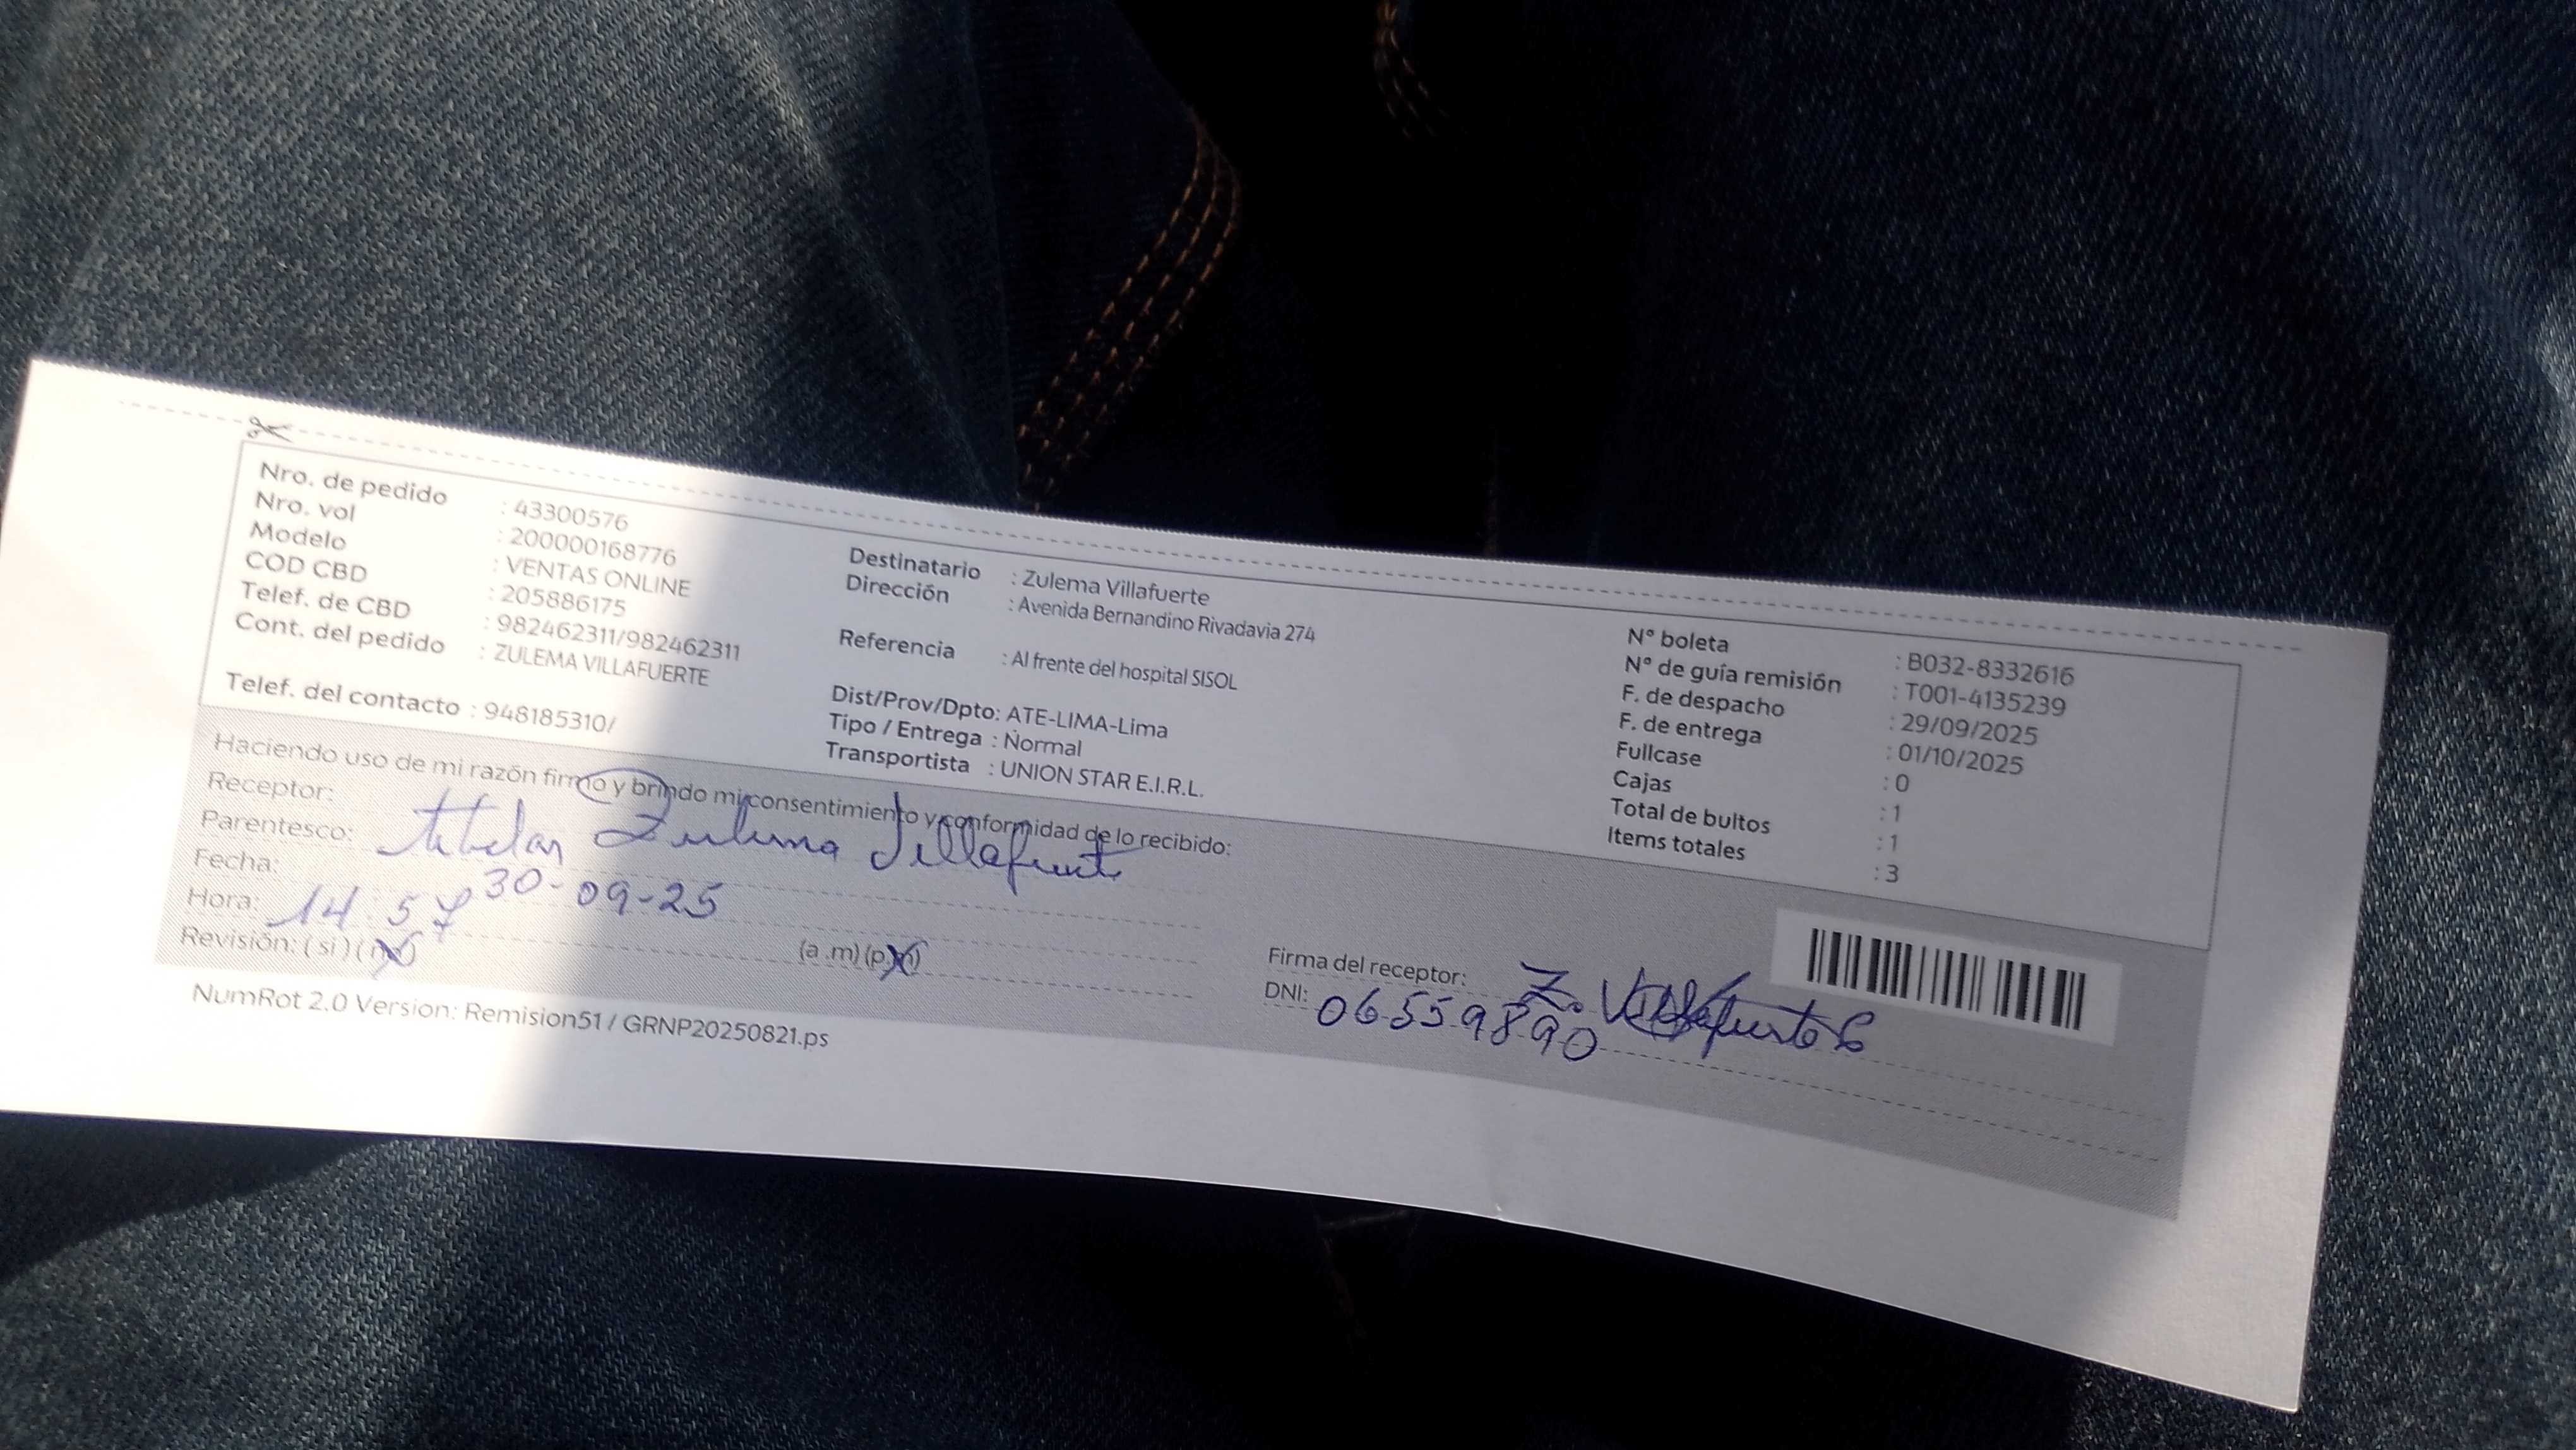 Nro. de pedido : 43300576
Nro. vol : 200000168776
Modelo : VENTAS ONLINE
COD CBD : 205886175
Telef. de CBD : 982462311/982462311
Cont. del pedido : ZULEMA VILLAFUERTE
Telef. del contacto : 948185310/
Destinatario : Zulema Villafuerte
Dirección : Avenida Bernandino Rivadavia 274
Referencia : Al frente del hospital SISOL
Dist/Prov/Dpto: ATE-LIMA-Lima
Tipo / Entrega : Normal
Transportista : UNION STAR E.I.R.L.
N° boleta : B032-8332616
N° de guía remisión : T001-4135239
F. de despacho : 29/09/2025
F. de entrega : 01/10/2025
Fullcase : 0
Cajas : 1
Total de bultos : 1
Items totales : 3
Haciendo uso de mi razón firmo y brindo mi consentimiento y conformidad de lo recibido:
Receptor: Zulema Villafuerte
Parentesco: titular
Fecha: 30-09-25
Hora: 14:57 (a.m) (p.m)
Revisión: (si) (no)
Firma del receptor: Z. Villafuerte
DNI: 06559890
NumRot 2.0 Version: Remision51 / GRNP20250821.ps